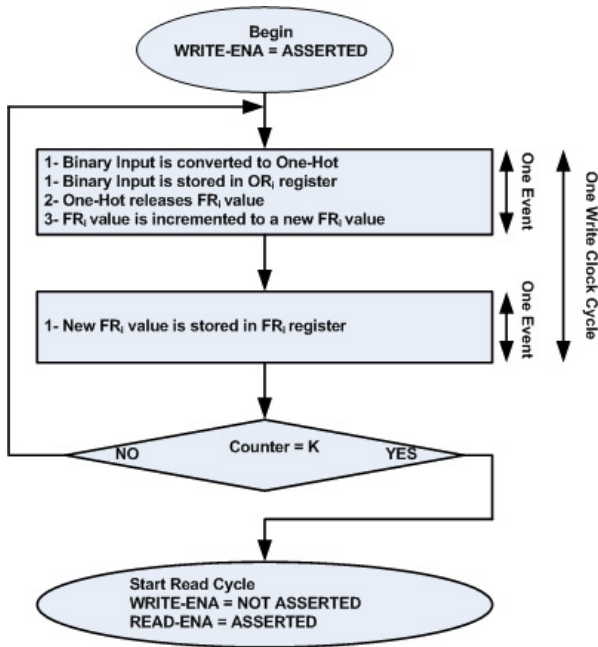 Begin
WRITE-ENA = ASSERTED
1- Binary Input is converted to One-Hot
1- Binary Input is stored in ORᵢ register
2- One-Hot releases FRᵢ value
3- FRᵢ value is incremented to a new FRᵢ value
One Event
One Write Clock Cycle
1- New FRᵢ value is stored in FRᵢ register
One Event
NO
Counter = K
YES
Start Read Cycle
WRITE-ENA = NOT ASSERTED
READ-ENA = ASSERTED